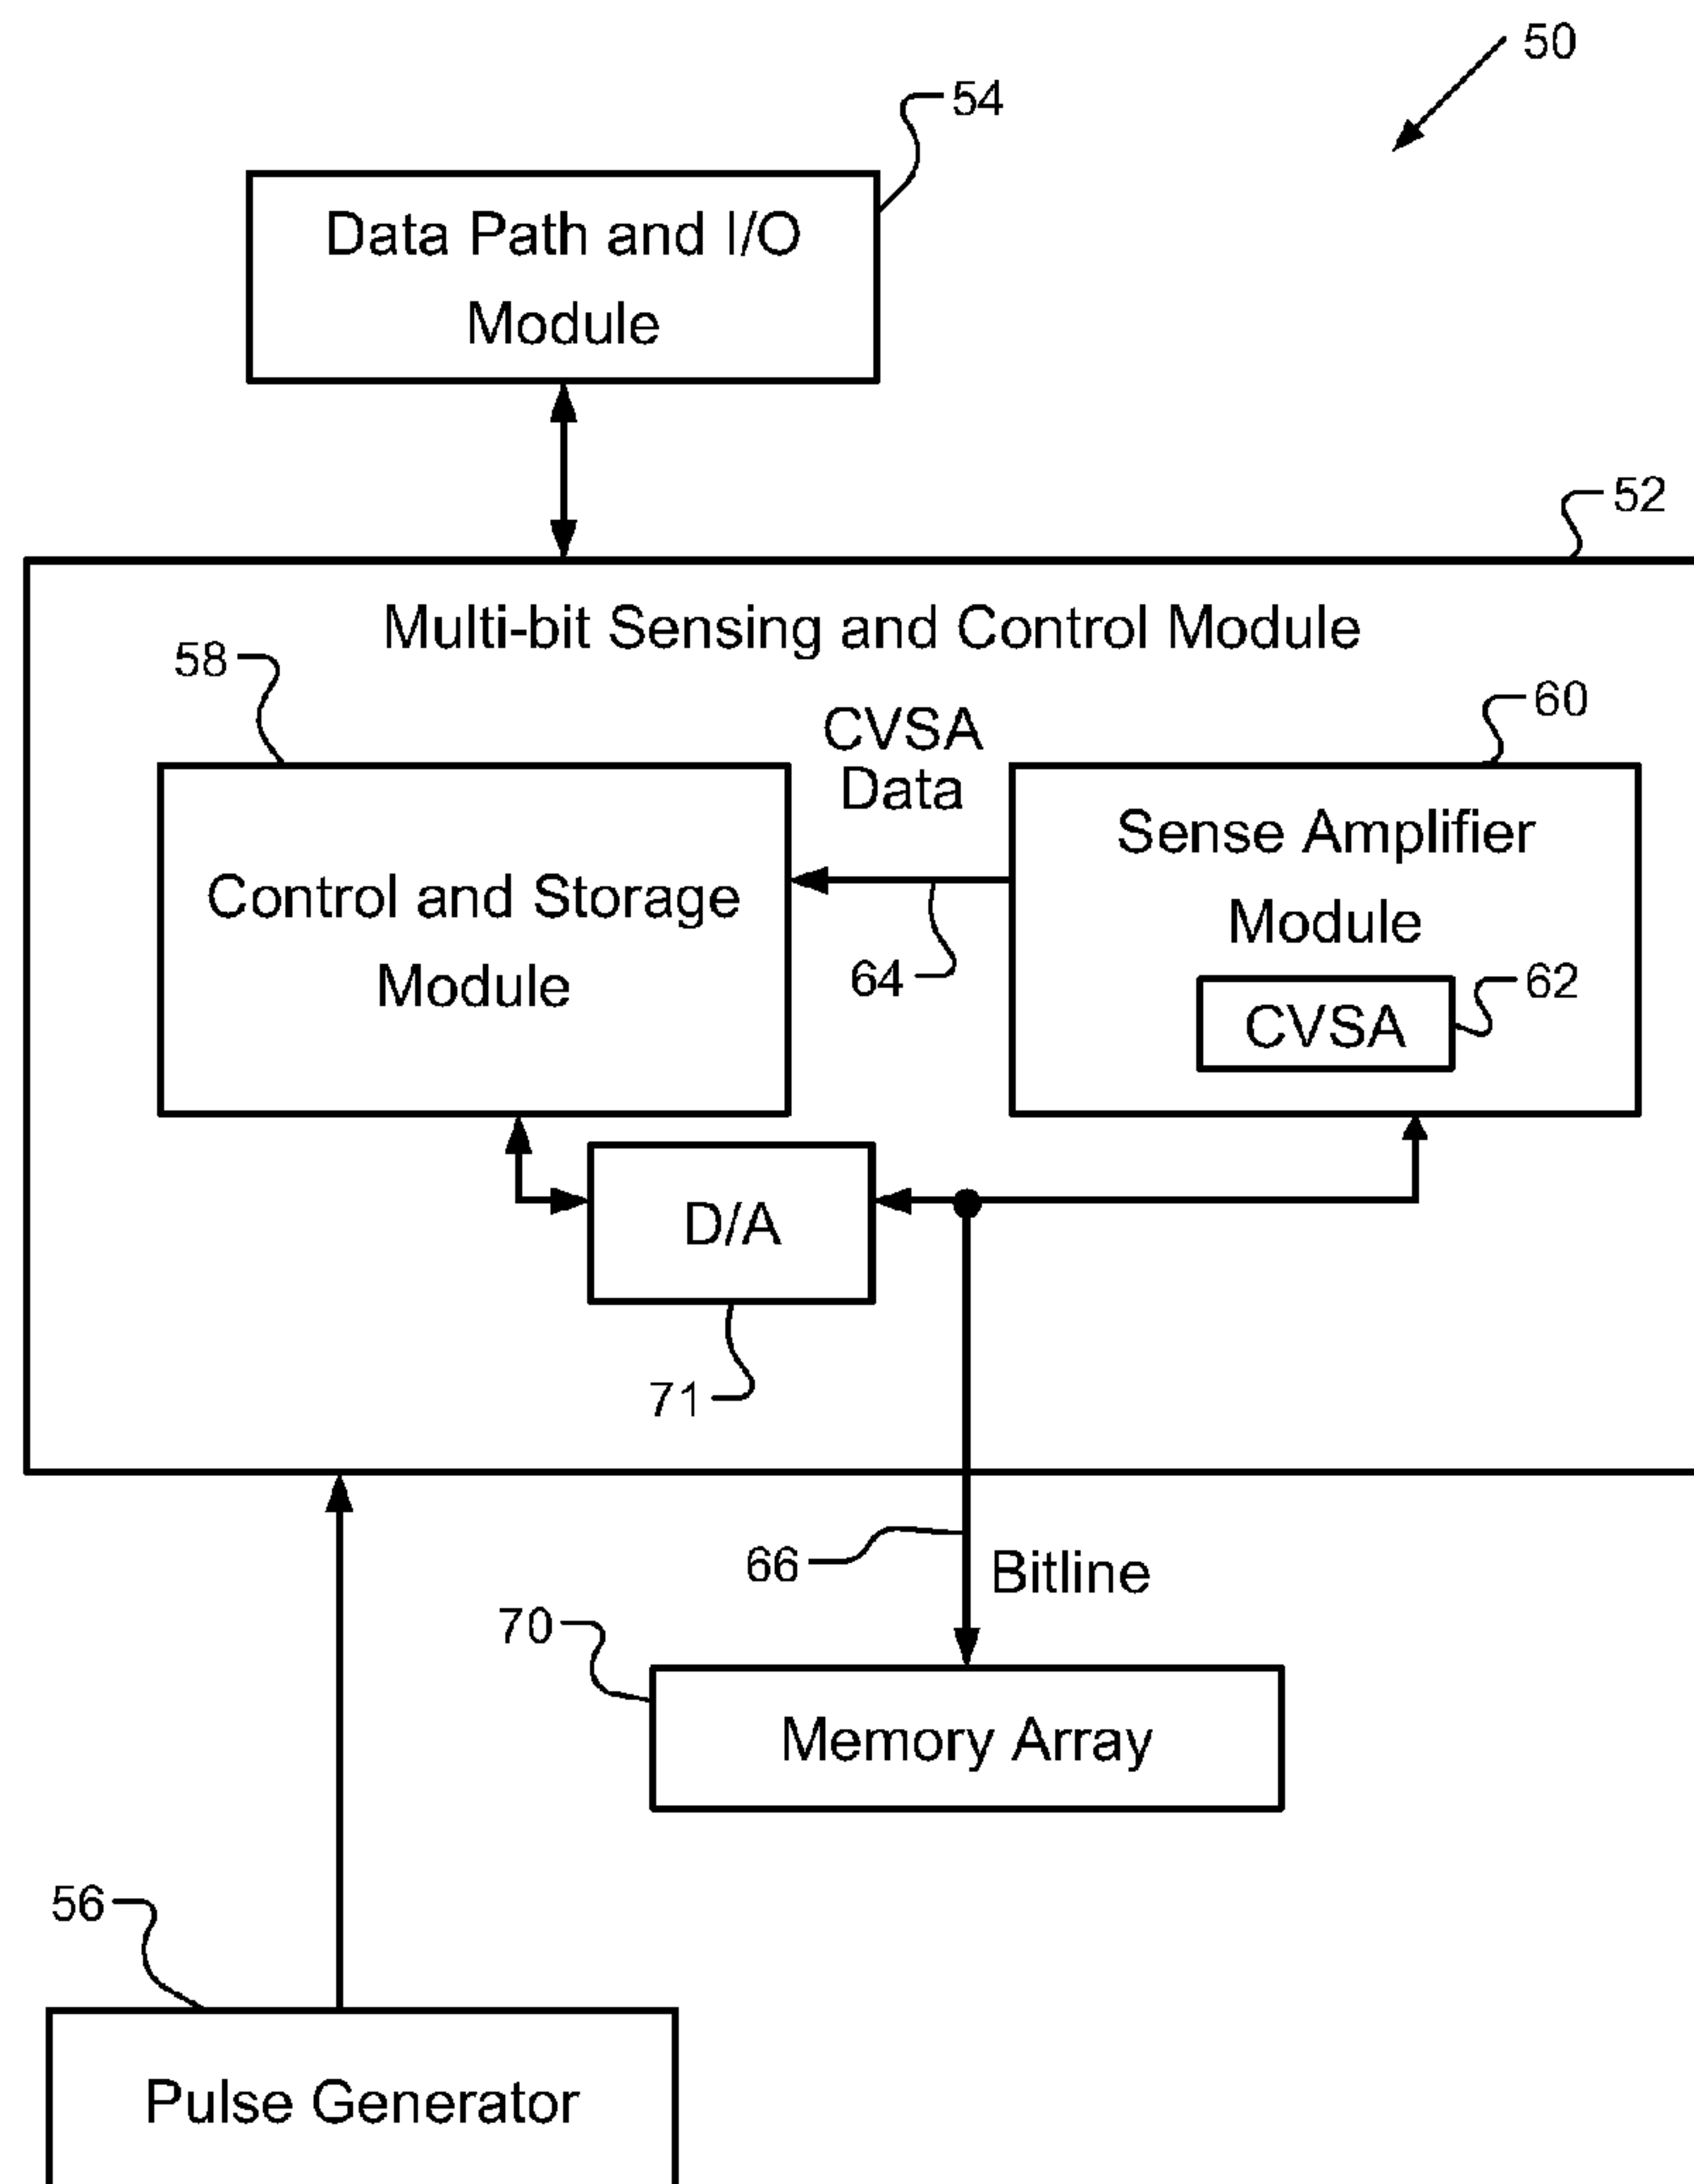 50
54
Data Path and I/O
Module
52
Multi-bit Sensing and Control Module
58
CVSA
Data
60
Control and Storage
Module
Sense Amplifier
Module
64
62
CVSA
D/A
71
66
Bitline
70
Memory Array
56
Pulse Generator